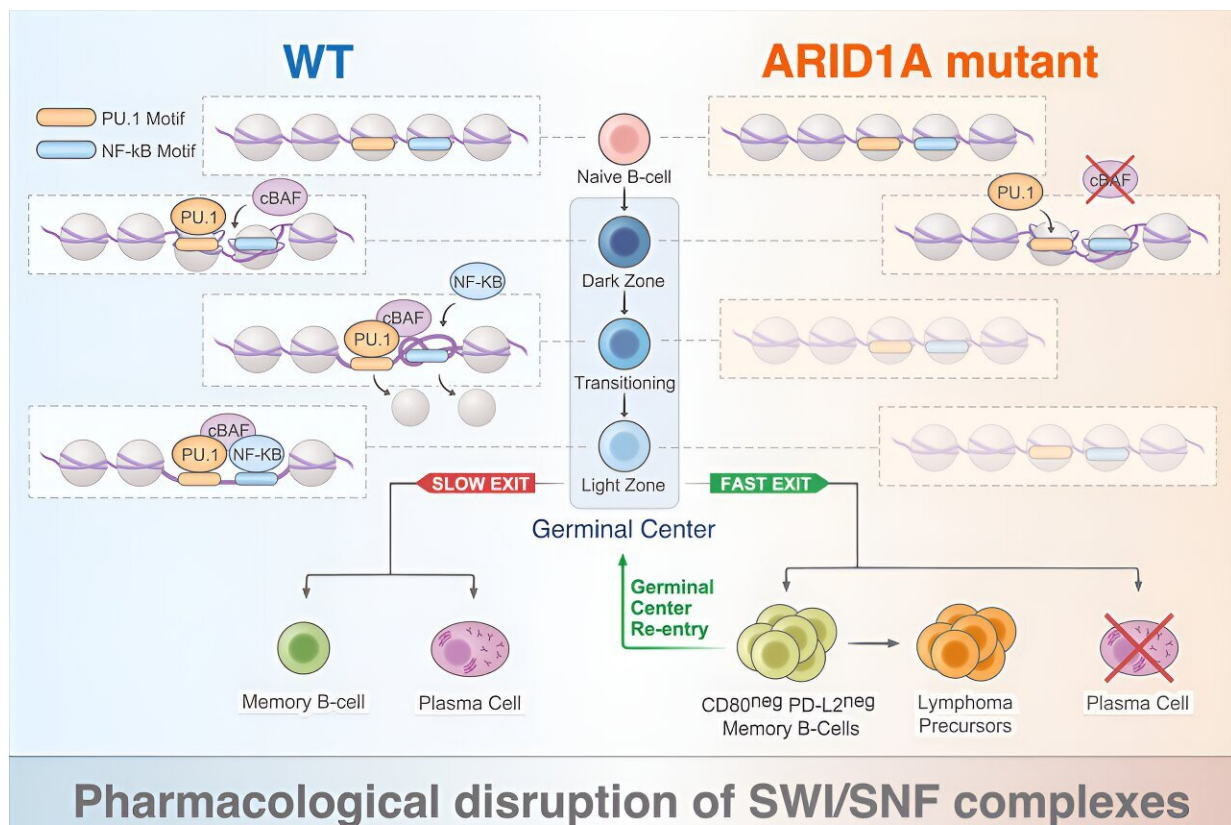 WT
ARID1A mutant
PU.1 Motif
NF-kB Motif
Naive B-cell
cBAF
PU.1
PU.1
cBAF
Dark Zone
NF-KB
cBAF
PU.1
Transitioning
cBAF
PU.1
NF-KB
Light Zone
SLOW EXIT
FAST EXIT
Germinal Center
Germinal
Center
Re-entry
Memory B-cell
Plasma Cell
CD80neg PD-L2neg
Memory B-Cells
Lymphoma
Precursors
Plasma Cell
Pharmacological disruption of SWI/SNF complexes